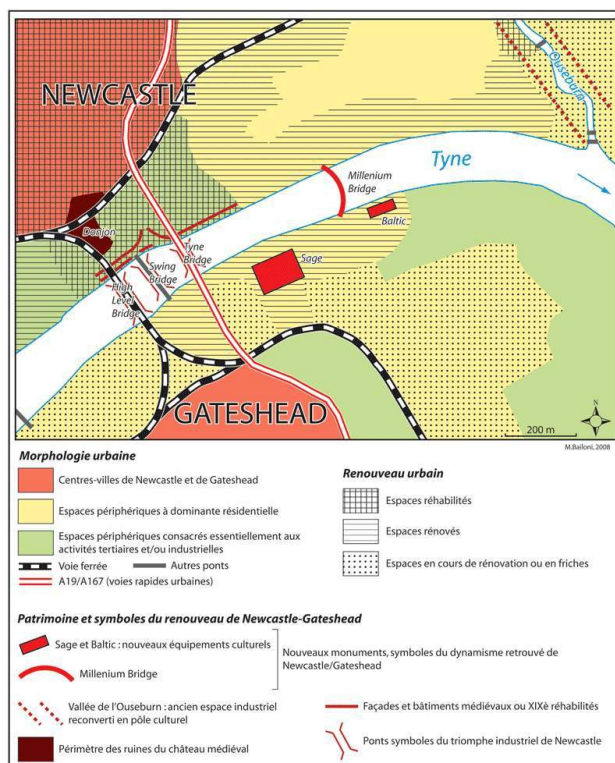 NEWCASTLE
Ouseburn
Tyne
Millenium
Bridge
Baltic
Donjon
Tyne
Bridge
Swing
Bridge
High
Level
Bridge
Sage
GATESHEAD
N
200 m
M.Bailoni, 2008
Morphologie urbaine
Centres-villes de Newcastle et de Gateshead
Espaces périphériques à dominante résidentielle
Espaces périphériques consacrés essentiellement aux
activités tertiaires et/ou industrielles
Voie ferrée
Autres ponts
A19/A167 (voies rapides urbaines)
Renouveau urbain
Espaces réhabilités
Espaces rénovés
Espaces en cours de rénovation ou en friches
Patrimoine et symboles du renouveau de Newcastle-Gateshead
Sage et Baltic : nouveaux équipements culturels
Millenium Bridge
Nouveaux monuments, symboles du dynamisme retrouvé de
Newcastle/Gateshead
Vallée de l'Ouseburn : ancien espace industriel
reconverti en pôle culturel
Périmètre des ruines du château médiéval
Façades et bâtiments médiévaux ou XIXè réhabilités
Ponts symboles du triomphe industriel de Newcastle